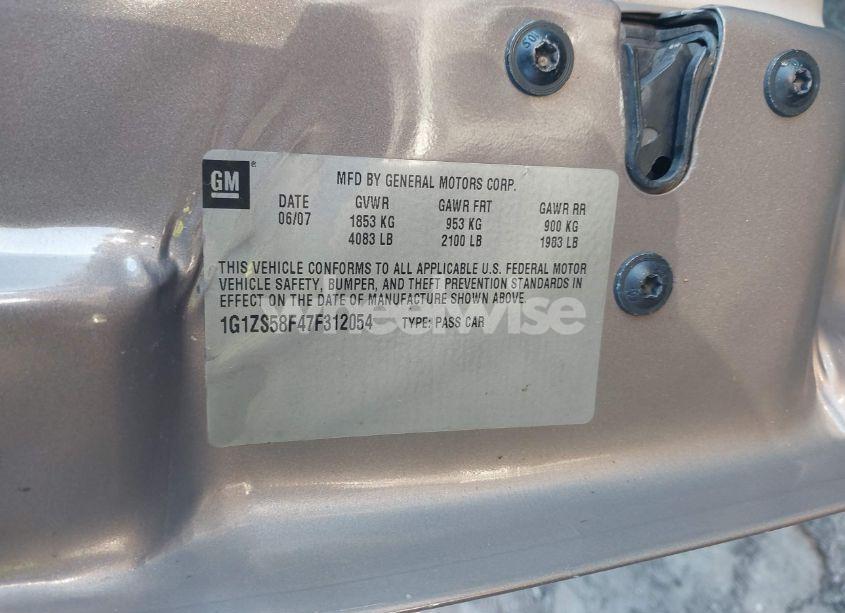 GM ®
MFD BY GENERAL MOTORS CORP.
DATE GVWR GAWR FRT GAWR RR
06/07 1853 KG 953 KG 900 KG
4083 LB 2100 LB 1983 LB
THIS VEHICLE CONFORMS TO ALL APPLICABLE U.S. FEDERAL MOTOR
VEHICLE SAFETY, BUMPER, AND THEFT PREVENTION STANDARDS IN
EFFECT ON THE DATE OF MANUFACTURE SHOWN ABOVE.
1G1ZS58F47F312054 TYPE: PASS CAR
wheelwise